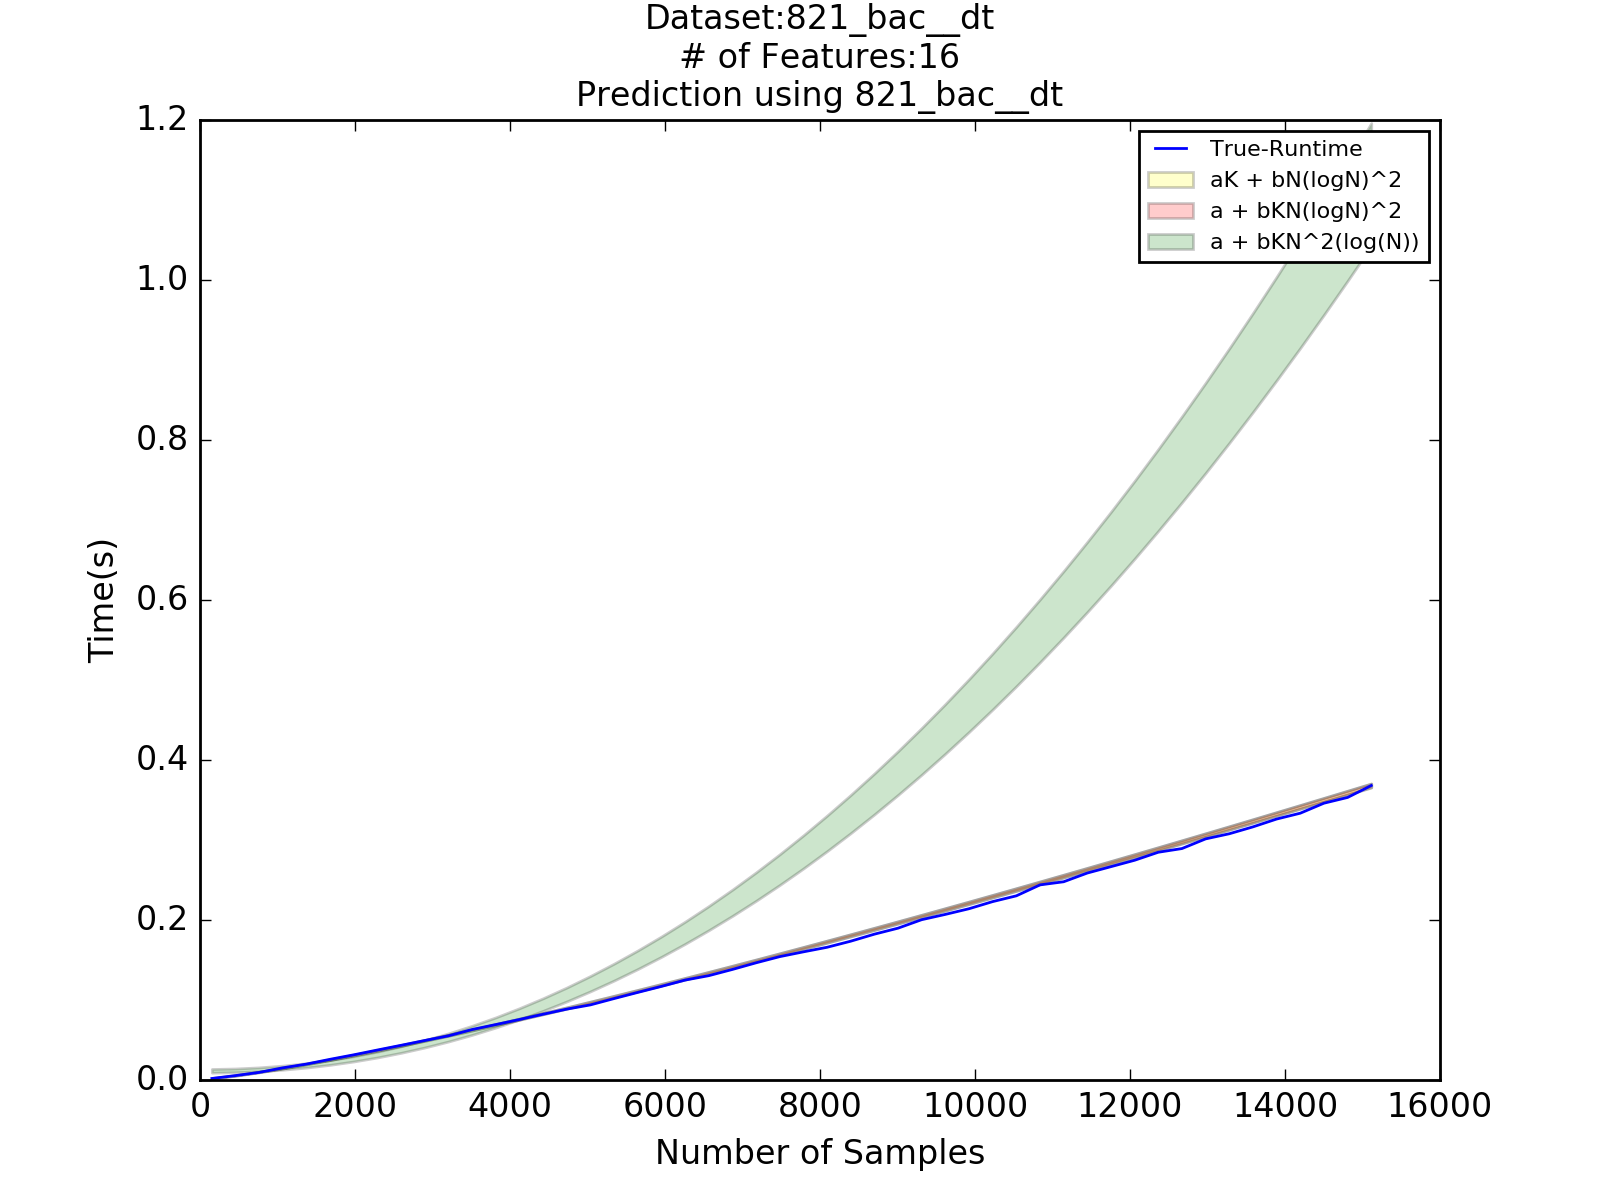 Dataset:821_bac__dt
# of Features:16
Prediction using 821_bac__dt
1.2
1.0
0.8
0.6
0.4
0.2
0.0
Time(s)
True-Runtime
aK + bN(logN)^2
a + bKN(logN)^2
a + bKN^2(log(N))
0 2000 4000 6000 8000 10000 12000 14000 16000
Number of Samples